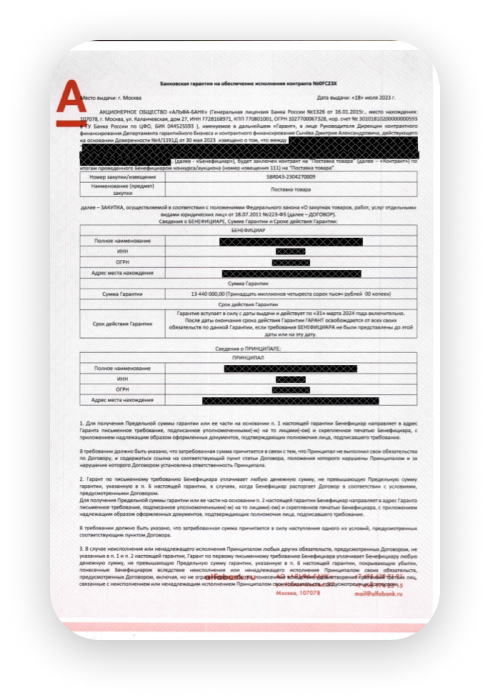 А
Банковская гарантия на обеспечение исполнения контракта №0FC23X
Место выдачи: г. Москва
Дата выдачи: «18» июля 2023 г.
АКЦИОНЕРНОЕ ОБЩЕСТВО «АЛЬФА-БАНК» (Генеральная лицензия Банка России №1326 от 16.01.2015г., место нахождения:
107078, г. Москва, ул. Каланчевская, дом 27, ИНН 7728168971, КПП 770801001, ОГРН 1027700067328, кор. счет № 30101810200000000593
в ГУ Банка России по ЦФО, БИК 044525593 ), именуемое в дальнейшем «Гарант», в лице Руководителя Дирекции контрактного
финансирования Департамента гарантийного бизнеса и контрактного финансирования Сычёва Дмитрия Александровича, действующего
на основании Доверенности от 30 мая 2023 извещено о том, что между
(далее – «Бенефициар»), будет заключен контракт на "Поставка товара" (далее – «Контракт») по
итогам проведенного Бенефициаром конкурса/аукциона (номер извещения 111) на "Поставка товара".
Номер закупки/извещения
SBR043-2304270009
Наименование (предмет) закупки
Поставка товара
далее – ЗАКУПКА, осуществляемой в соответствии с положениями Федерального закона «О закупках товаров, работ, услуг отдельными
видами юридических лиц» от 18.07.2011 №223-ФЗ (далее – ДОГОВОР).
Сведения о БЕНЕФИЦИАРЕ, Сумме Гарантии и Сроке действия Гарантии:
БЕНЕФИЦИАР
Полное наименование
ИНН
ОГРН
Адрес места нахождения
Сумма Гарантии
Сумма Гарантии
13 440 000,00 (Тринадцать миллионов четыреста сорок тысяч рублей 00 копеек)
Срок действия Гарантии
Срок действия Гарантии
Гарантия вступает в силу с даты выдачи и действует по «31» марта 2024 года включительно.
После даты окончания срока действия Гарантии ГАРАНТ освобождается от всех своих
обязательств по данной Гарантии, если требования БЕНЕФИЦИАРА не были представлены до этой
даты или на эту дату.
Сведения о ПРИНЦИПАЛЕ:
ПРИНЦИПАЛ
Полное наименование
ИНН
ОГРН
Адрес места нахождения
1. Для получения Предельной суммы гарантии или ее части на основании п. 1 настоящей гарантии Бенефициар направляет в адрес
Гаранта письменное требование, подписанное уполномоченным(-и) на то лицами(-ом) и скрепленное печатью Бенефициара, с
приложением надлежащим образом оформленных документов, подтверждающих полномочия лица, подписавшего требование.
В требовании должно быть указано, что затребованная сумма причитается в связи с тем, что Принципал не выполнил свои обязательства
по Договору, и содержаться ссылка на соответствующий пункт статьи Договора, положения которого нарушены Принципалом и за
нарушение которого Договором установлена ответственность Принципала.
2. Гарант по письменному требованию Бенефициара уплачивает любую денежную сумму, не превышающую Предельную сумму
гарантии, указанную в п. 6 настоящей гарантии, в случаях, когда Бенефициар расторгает Договор в соответствии с условиями,
предусмотренными Договором.
Для получения Предельной суммы гарантии или ее части на основании п. 2 настоящей гарантии Бенефициар направляет в адрес Гаранта
письменное требование, подписанное уполномоченным(-и) на то лицами(-ом) и скрепленное печатью Бенефициара, с приложением
надлежащим образом оформленных документов, подтверждающих полномочия лица, подписавшего требование.
В требовании должно быть указано, что затребованная сумма причитается в силу наступления одного из условий, предусмотренных
соответствующим пунктом Договора.
3. В случае неисполнения или ненадлежащего исполнения Принципалом любых других обязательств, предусмотренных Договором, не
указанных в п. 1 и п. 2 настоящей гарантии, Гарант по первому письменному требованию Бенефициара уплачивает Бенефициару любую
денежную сумму, не превышающую Предельную сумму гарантии, указанную в п. 6 настоящей гарантии, покрывающую убытки,
понесенные Бенефициаром вследствие неисполнения или ненадлежащего исполнения Принципалом своих обязательств,
предусмотренных Договором, включая, но не
связанные с неисполнением или ненадлежащим исполнением Принципалом
alfabank.ru
Москва, 107078
mail@alfabank.ru